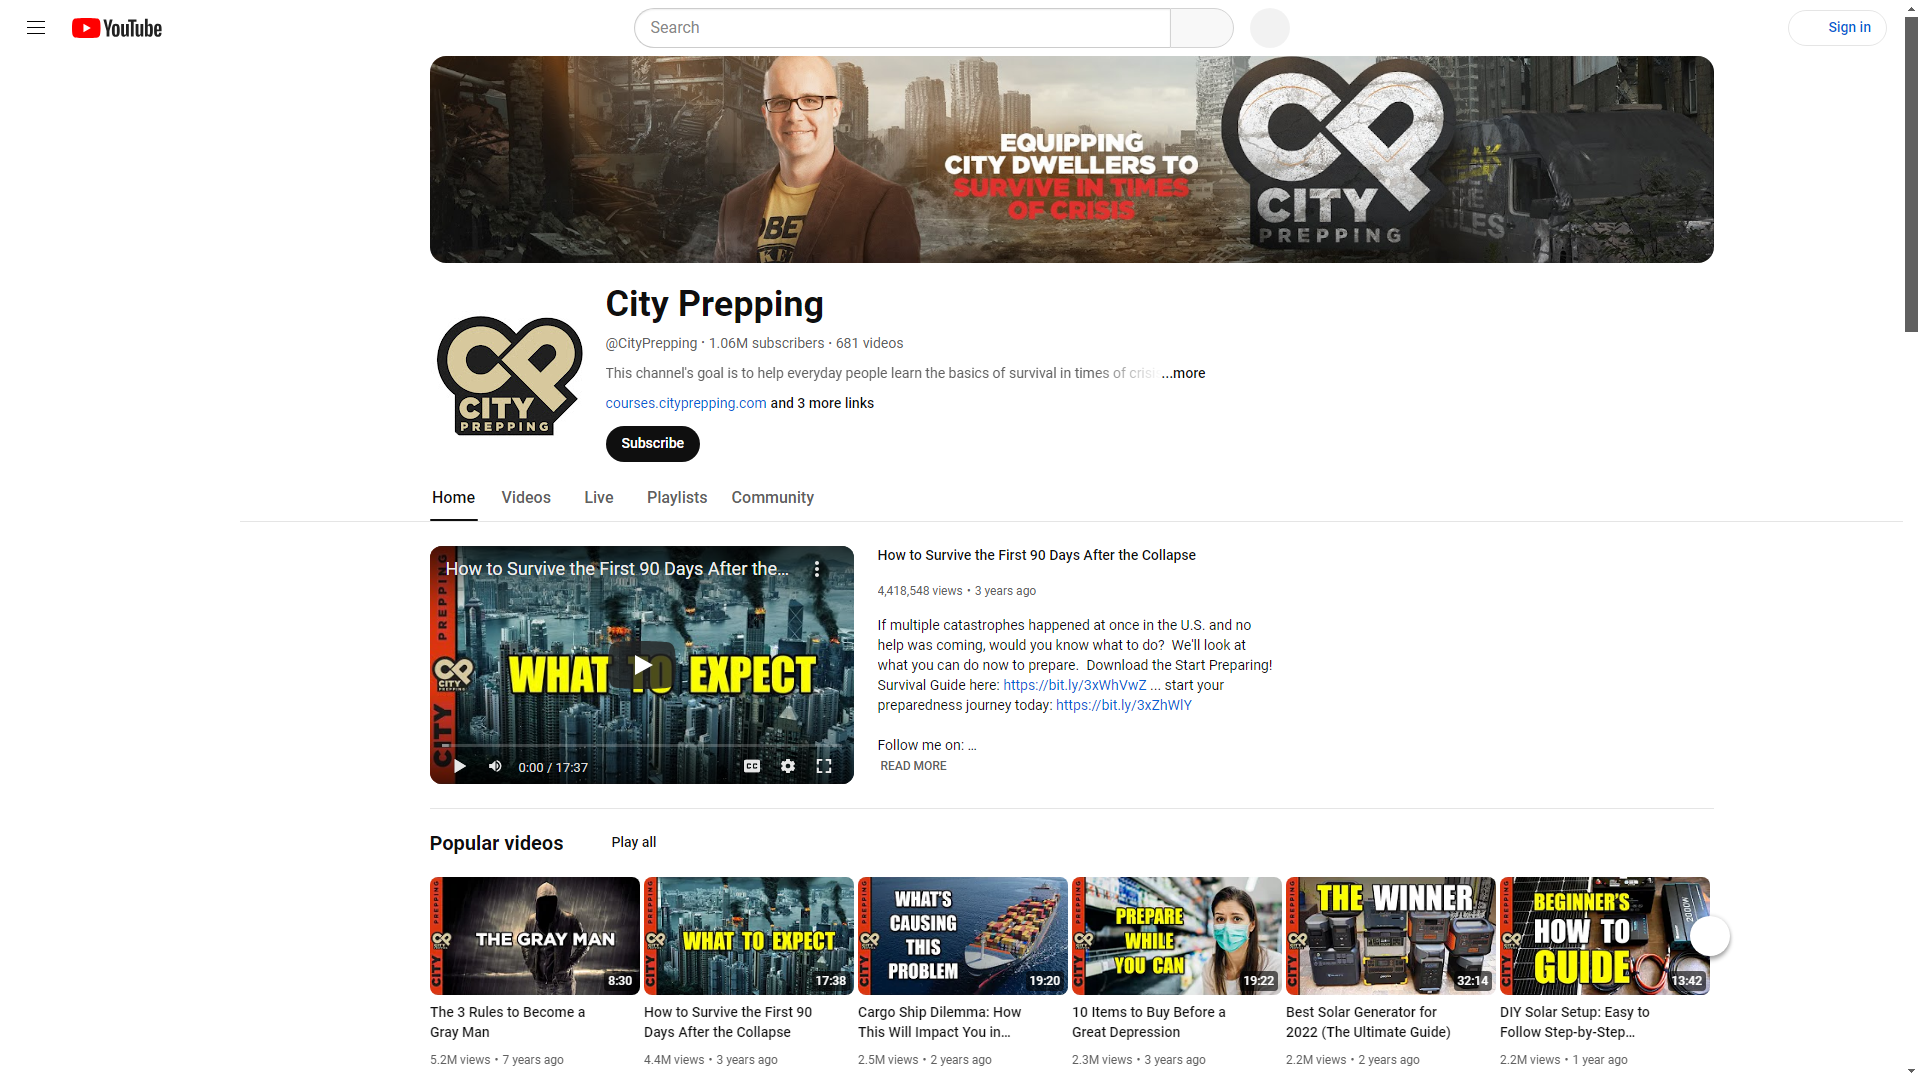 YouTube
Search
Sign in
EQUIPPING
CITY DWELLERS TO
SURVIVE IN TIMES
OF CRISIS
CP
CITY
PREPPING
CP
CITY
PREPPING
City Prepping
@CityPrepping • 1.06M subscribers • 681 videos
This channel's goal is to help everyday people learn the basics of survival in times of crisi ...more
courses.cityprepping.com and 3 more links
Subscribe
Home
Videos
Live
Playlists
Community
How to Survive the First 90 Days After the...
WHAT TO EXPECT
CITY PREPPING
0:00 / 17:37
How to Survive the First 90 Days After the Collapse
4,418,548 views • 3 years ago
If multiple catastrophes happened at once in the U.S. and no
help was coming, would you know what to do?  We'll look at
what you can do now to prepare.  Download the Start Preparing!
Survival Guide here: https://bit.ly/3xWhVwZ ... start your
preparedness journey today: https://bit.ly/3xZhWlY
Follow me on: ...
READ MORE
Popular videos
Play all
THE GRAY MAN
8:30
WHAT TO EXPECT
17:38
WHAT'S
CAUSING
THIS
PROBLEM
19:20
PREPARE
WHILE
YOU CAN
19:22
THE WINNER
32:14
BEGINNER'S
HOW TO
GUIDE
13:42
The 3 Rules to Become a
Gray Man
5.2M views • 7 years ago
How to Survive the First 90
Days After the Collapse
4.4M views • 3 years ago
Cargo Ship Dilemma: How
This Will Impact You in...
2.5M views • 2 years ago
10 Items to Buy Before a
Great Depression
2.3M views • 3 years ago
Best Solar Generator for
2022 (The Ultimate Guide)
2.2M views • 2 years ago
DIY Solar Setup: Easy to
Follow Step-by-Step...
2.2M views • 1 year ago